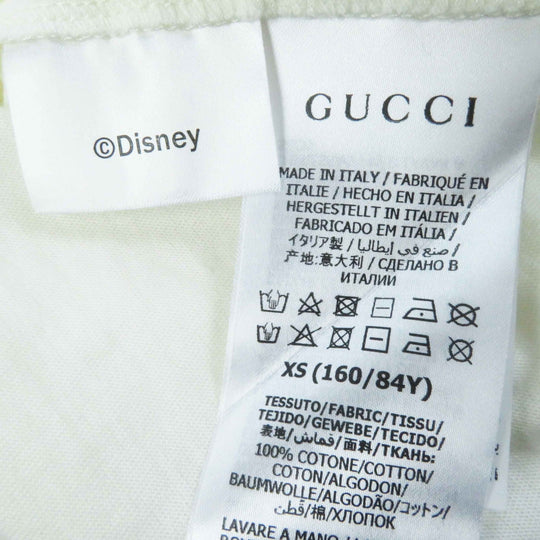 ©Disney
GUCCI
MADE IN ITALY / FABRIQUÉ EN
ITALIE / HECHO EN ITALIA /
HERGESTELLT IN ITALIEN /
FABRICADO EM ITÁLIA /
イタリア製 / صنع في إيطاليا /
产地:意大利 / СДЕЛАНО В
ИТАЛИИ
XS (160/84Y)
TESSUTO/FABRIC/TISSU/
TEJIDO/GEWEBE/TECIDO/
表地/قماش/面料/ТКАНЬ:
100% COTONE/COTTON/
COTON/ALGODON/
BAUMWOLLE/ALGODÃO/コットン/
قطن/棉/ХЛОПОК
LAVARE A MANO/